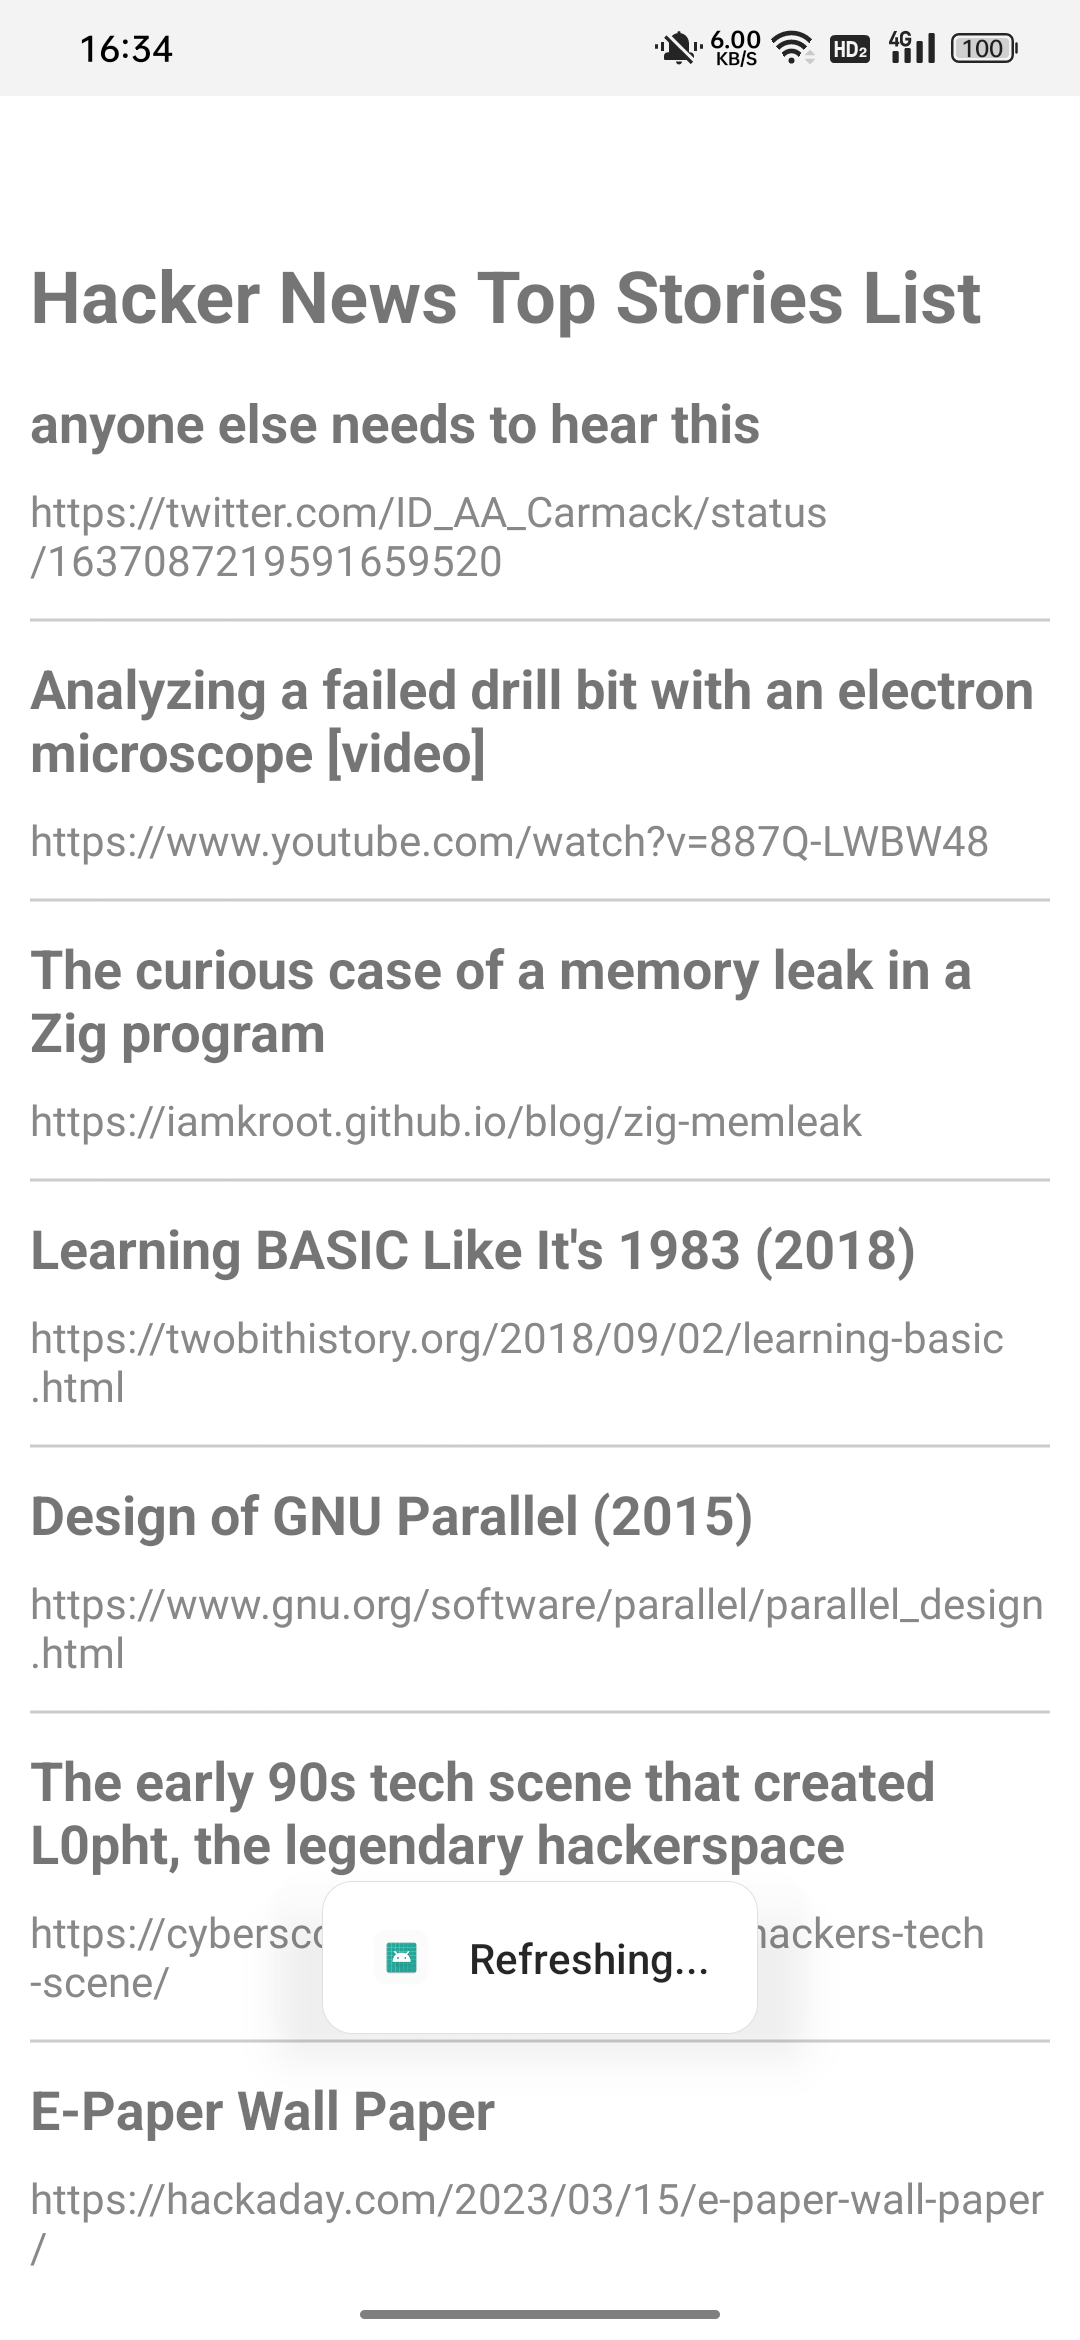 16:34
6.00
KB/S
HD2
4G
100
Hacker News Top Stories List
anyone else needs to hear this
https://twitter.com/ID_AA_Carmack/status
/1637087219591659520
Analyzing a failed drill bit with an electron
microscope [video]
https://www.youtube.com/watch?v=887Q-LWBW48
The curious case of a memory leak in a
Zig program
https://iamkroot.github.io/blog/zig-memleak
Learning BASIC Like It's 1983 (2018)
https://twobithistory.org/2018/09/02/learning-basic
.html
Design of GNU Parallel (2015)
https://www.gnu.org/software/parallel/parallel_design
.html
The early 90s tech scene that created
L0pht, the legendary hackerspace
https://cybersc
hackers-tech
-scene/
Refreshing...
E-Paper Wall Paper
https://hackaday.com/2023/03/15/e-paper-wall-paper
/